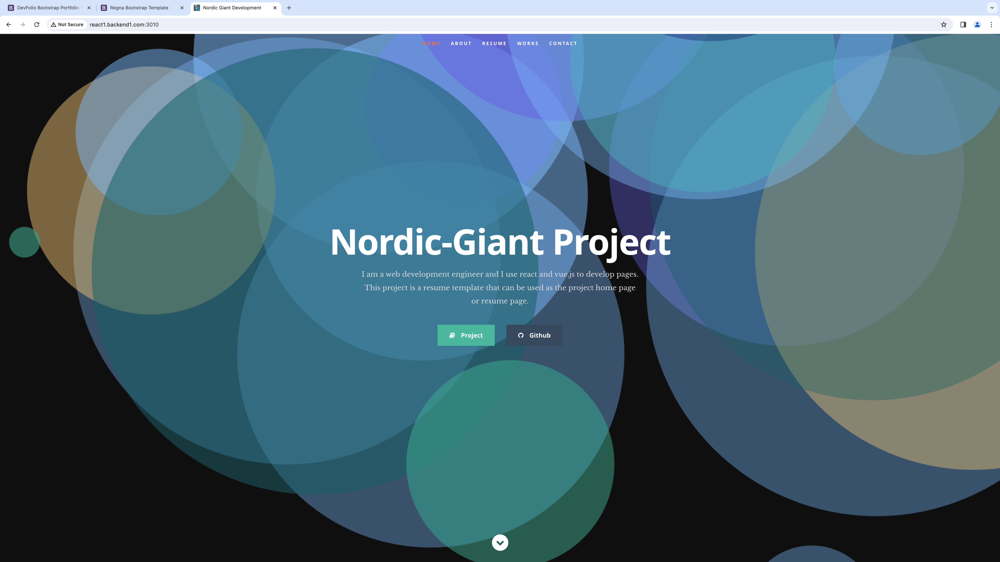 DevFolio Bootstrap Portfolio
Regna Bootstrap Template
Nordic Giant Development
Not Secure
react1.backend1.com:3010
HOME ABOUT RESUME WORKS CONTACT
Nordic-Giant Project
I am a web development engineer and I use react and vue.js to develop pages.
This project is a resume template that can be used as the project home page
or resume page.
Project
Github